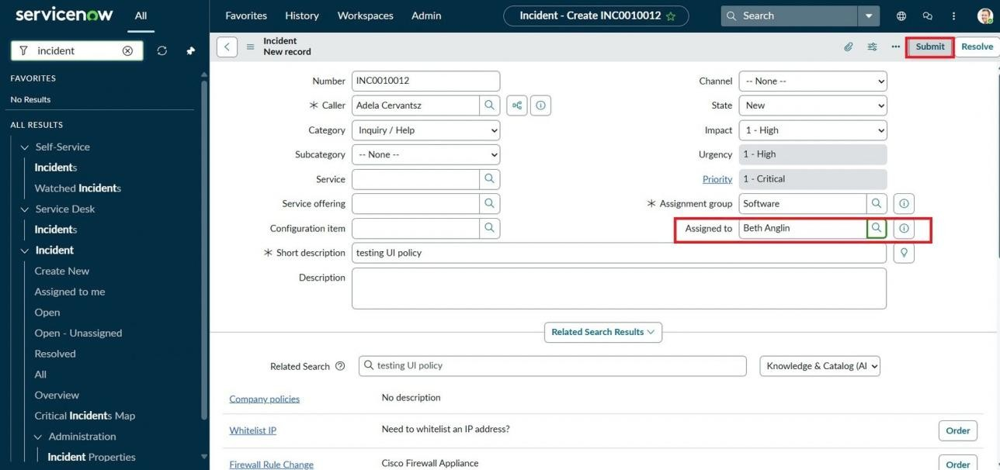 servicenow
All
Favorites
History
Workspaces
Admin
Incident - Create INC0010012
Search
incident
FAVORITES
No Results
ALL RESULTS
Self-Service
Incidents
Watched Incidents
Service Desk
Incidents
Incident
Create New
Assigned to me
Open
Open - Unassigned
Resolved
All
Overview
Critical Incidents Map
Administration
Incident Properties
Incident
New record
Submit
Resolve
Number INC0010012
Caller Adela Cervantsz
Category Inquiry / Help
Subcategory -- None --
Service
Service offering
Configuration item
Channel -- None --
State New
Impact 1 - High
Urgency 1 - High
Priority 1 - Critical
Assignment group Software
Assigned to Beth Anglin
Short description testing UI policy
Description
Related Search Results
Related Search testing UI policy Knowledge & Catalog (Al
Company policies No description
Whitelist IP Need to whitelist an IP address? Order
Firewall Rule Change Cisco Firewall Appliance Order